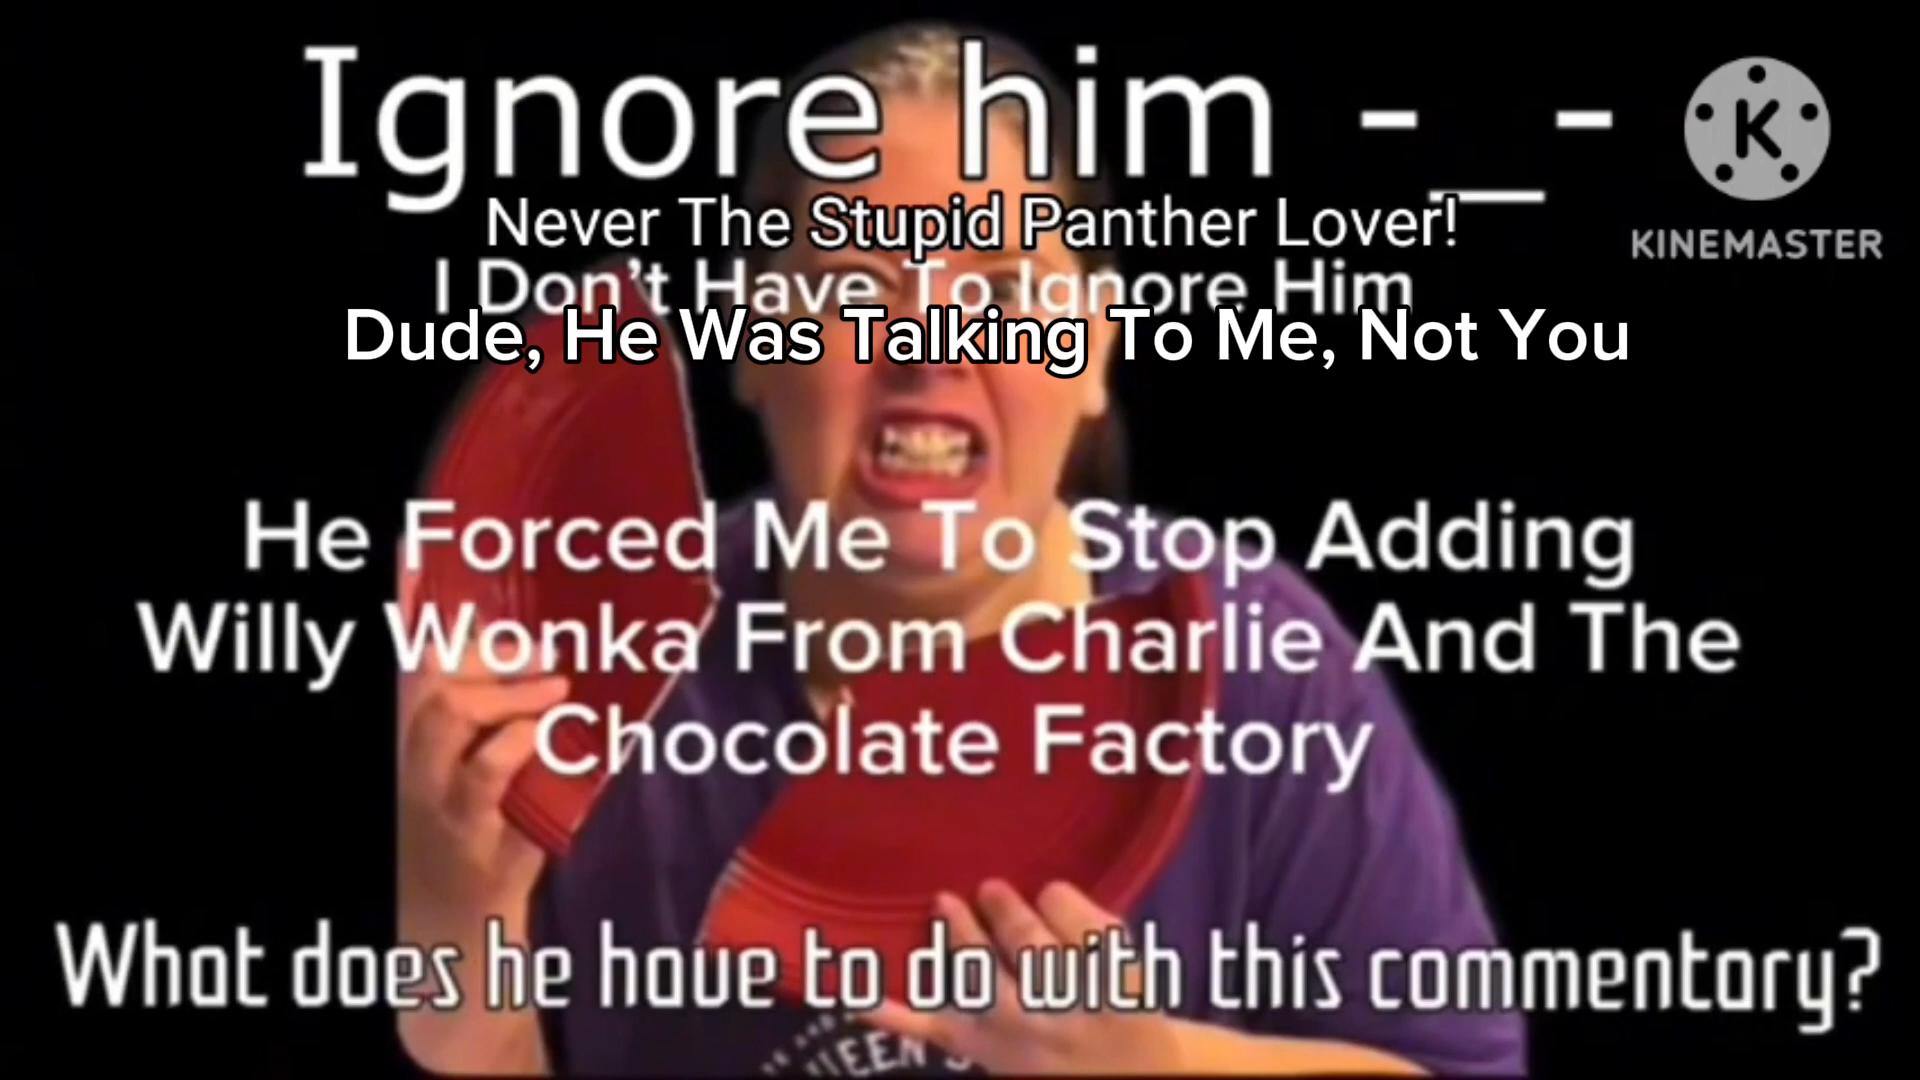 Ignore him -_-
KINEMASTER
Never The Stupid Panther Lover!
I Don't Have To Ignore Him
Dude, He Was Talking To Me, Not You
He Forced Me To Stop Adding
Willy Wonka From Charlie And The
Chocolate Factory
What does he have to do with this commentary?